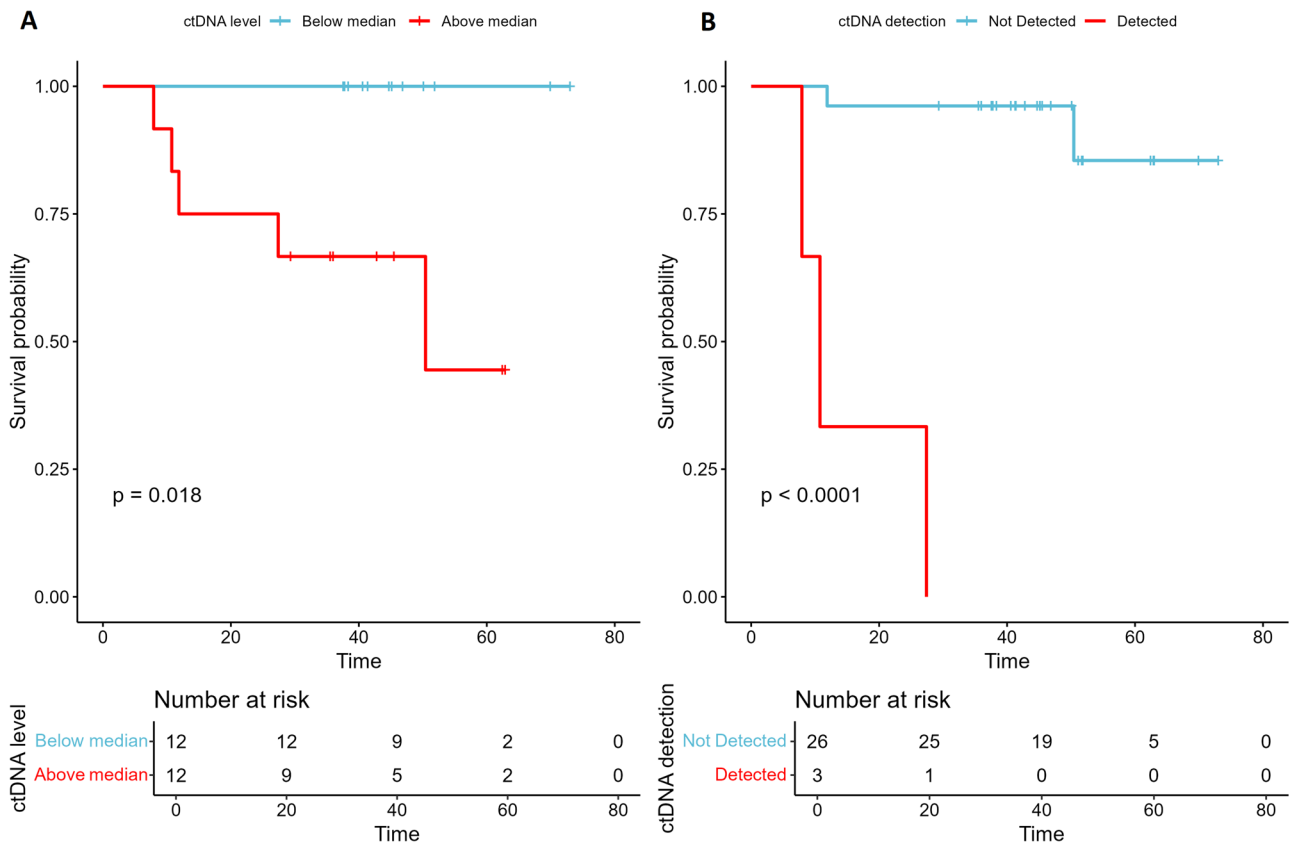 A
ctDNA level Below median Above median
1.00
0.75
0.50
0.25
0.00
Survival probability
p = 0.018
0 20 40 60 80
Time
Number at risk
ctDNA level
Below median 12 12 9 2 0
Above median 12 9 5 2 0
0 20 40 60 80
Time
B
ctDNA detection Not Detected Detected
1.00
0.75
0.50
0.25
0.00
Survival probability
p < 0.0001
0 20 40 60 80
Time
Number at risk
ctDNA detection
Not Detected 26 25 19 5 0
Detected 3 1 0 0 0
0 20 40 60 80
Time